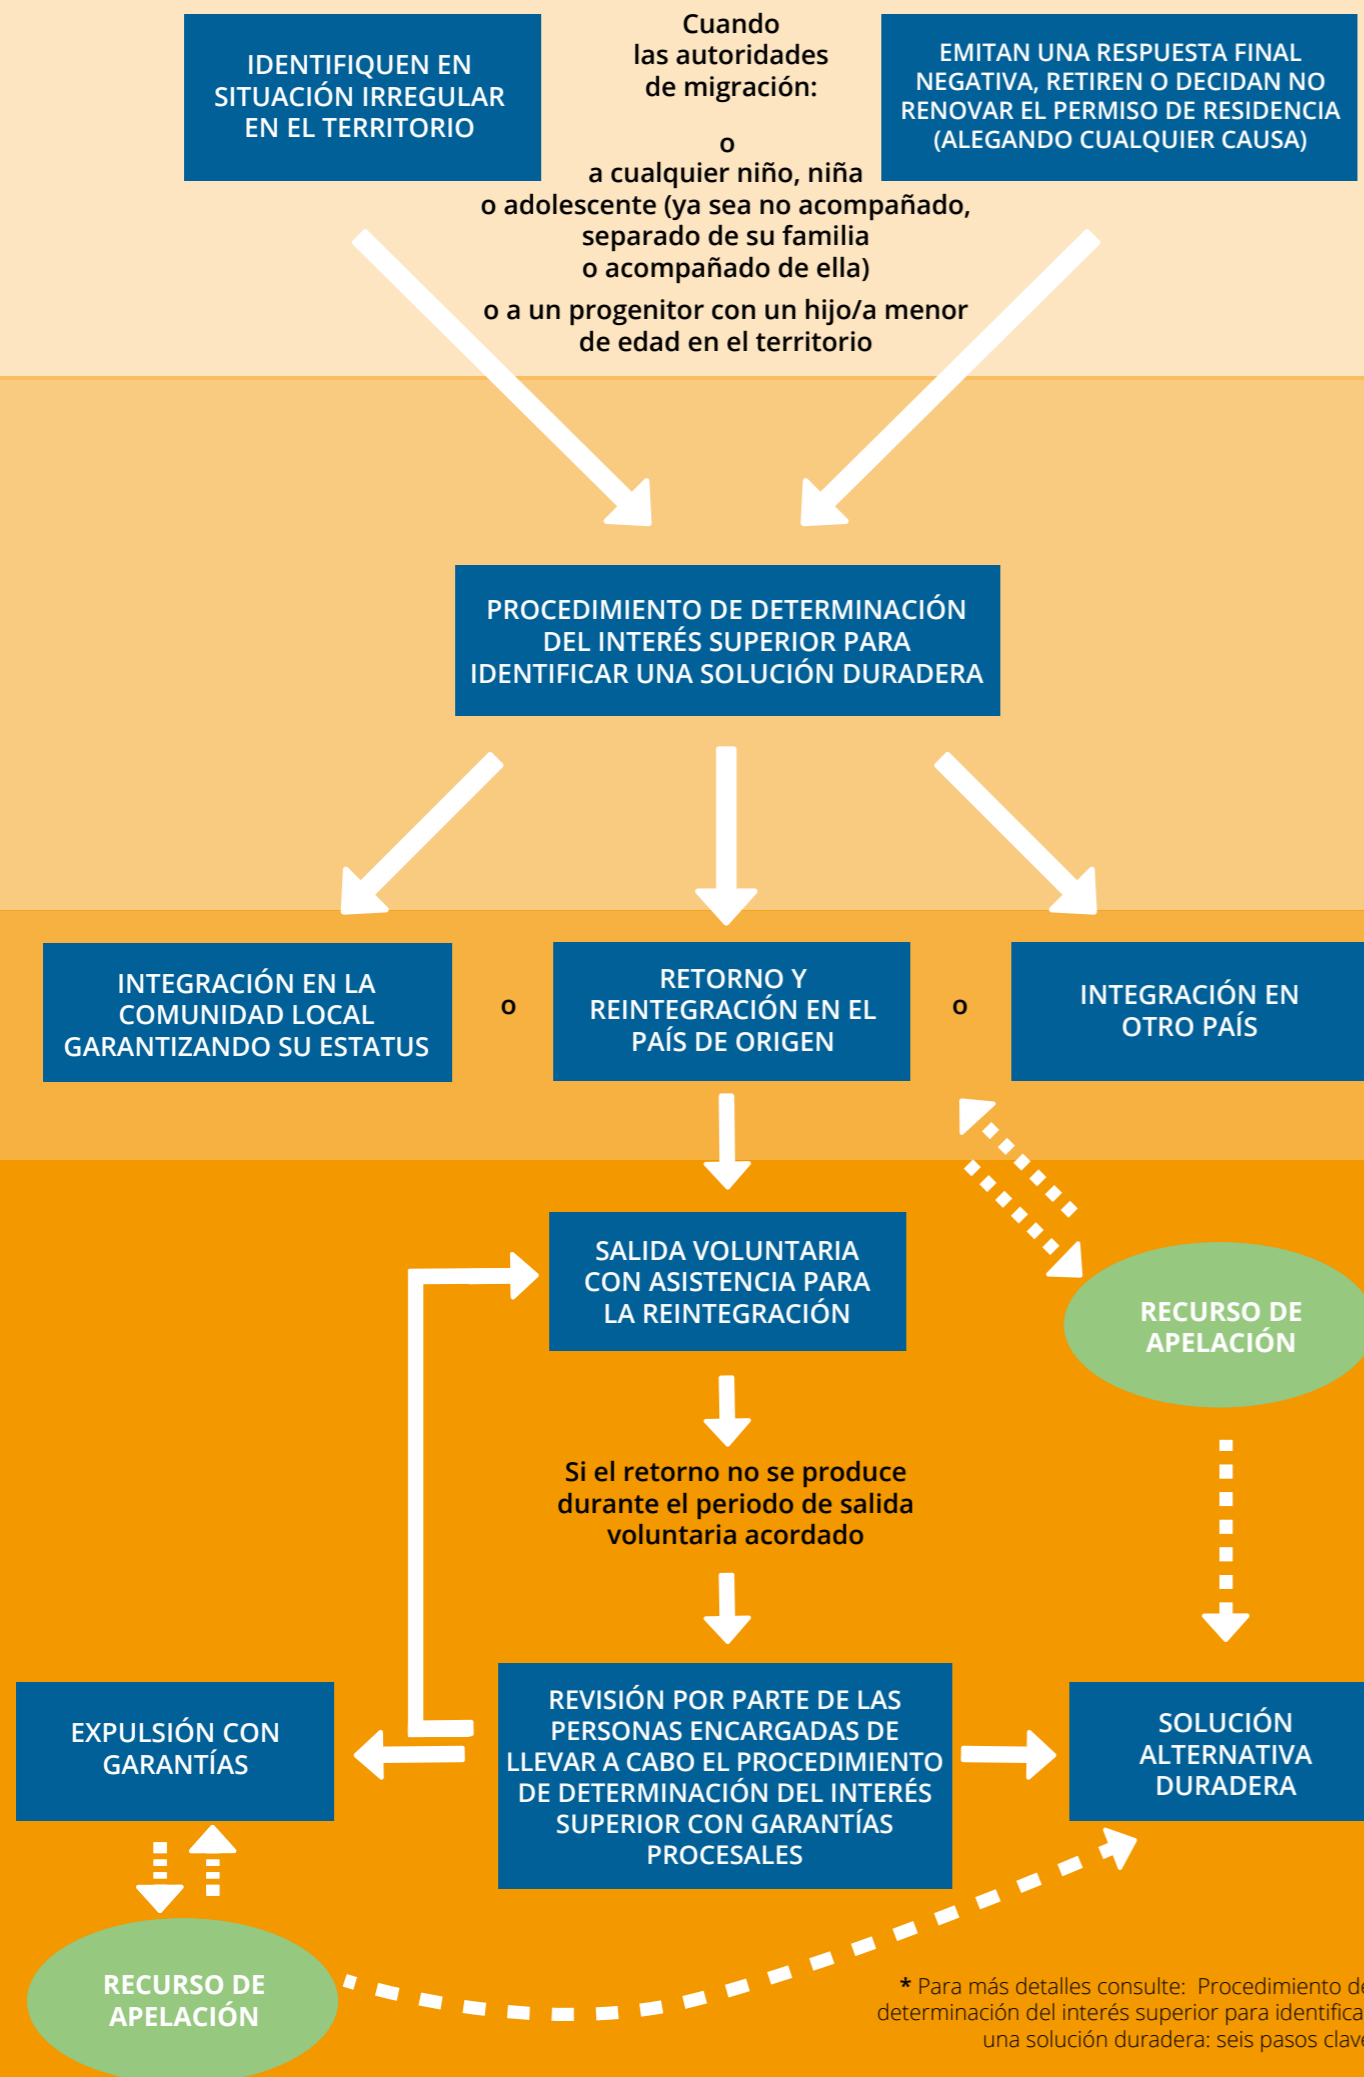 Cuando
las autoridades
de migración:
IDENTIFIQUEN EN
SITUACIÓN IRREGULAR
EN EL TERRITORIO
o
EMITAN UNA RESPUESTA FINAL
NEGATIVA, RETIREN O DECIDAN NO
RENOVAR EL PERMISO DE RESIDENCIA
(ALEGANDO CUALQUIER CAUSA)
a cualquier niño, niña
o adolescente (ya sea no acompañado,
separado de su familia
o acompañado de ella)
o a un progenitor con un hijo/a menor
de edad en el territorio
PROCEDIMIENTO DE DETERMINACIÓN
DEL INTERÉS SUPERIOR PARA
IDENTIFICAR UNA SOLUCIÓN DURADERA
INTEGRACIÓN EN LA
COMUNIDAD LOCAL
GARANTIZANDO SU ESTATUS
o
RETORNO Y
REINTEGRACIÓN EN EL
PAÍS DE ORIGEN
o
INTEGRACIÓN EN
OTRO PAÍS
SALIDA VOLUNTARIA
CON ASISTENCIA PARA
LA REINTEGRACIÓN
RECURSO DE
APELACIÓN
Si el retorno no se produce
durante el periodo de salida
voluntaria acordado
EXPULSIÓN CON
GARANTÍAS
REVISIÓN POR PARTE DE LAS
PERSONAS ENCARGADAS DE
LLEVAR A CABO EL PROCEDIMIENTO
DE DETERMINACIÓN DEL INTERÉS
SUPERIOR CON GARANTÍAS
PROCESALES
SOLUCIÓN
ALTERNATIVA
DURADERA
RECURSO DE
APELACIÓN
* Para más detalles consulte: Procedimiento de
determinación del interés superior para identifica
una solución duradera: seis pasos clave